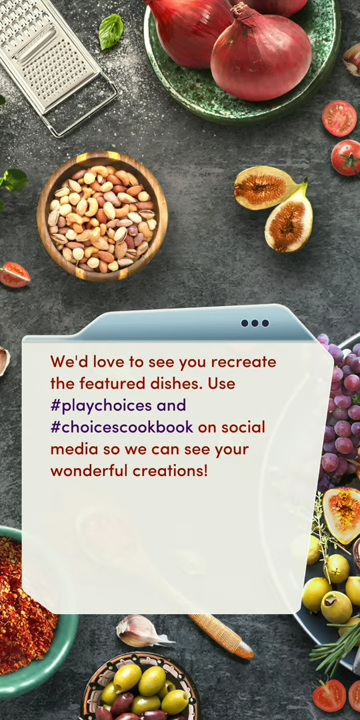 We'd love to see you recreate
the featured dishes. Use
#playchoices and
#choicescookbook on social
media so we can see your
wonderful creations!